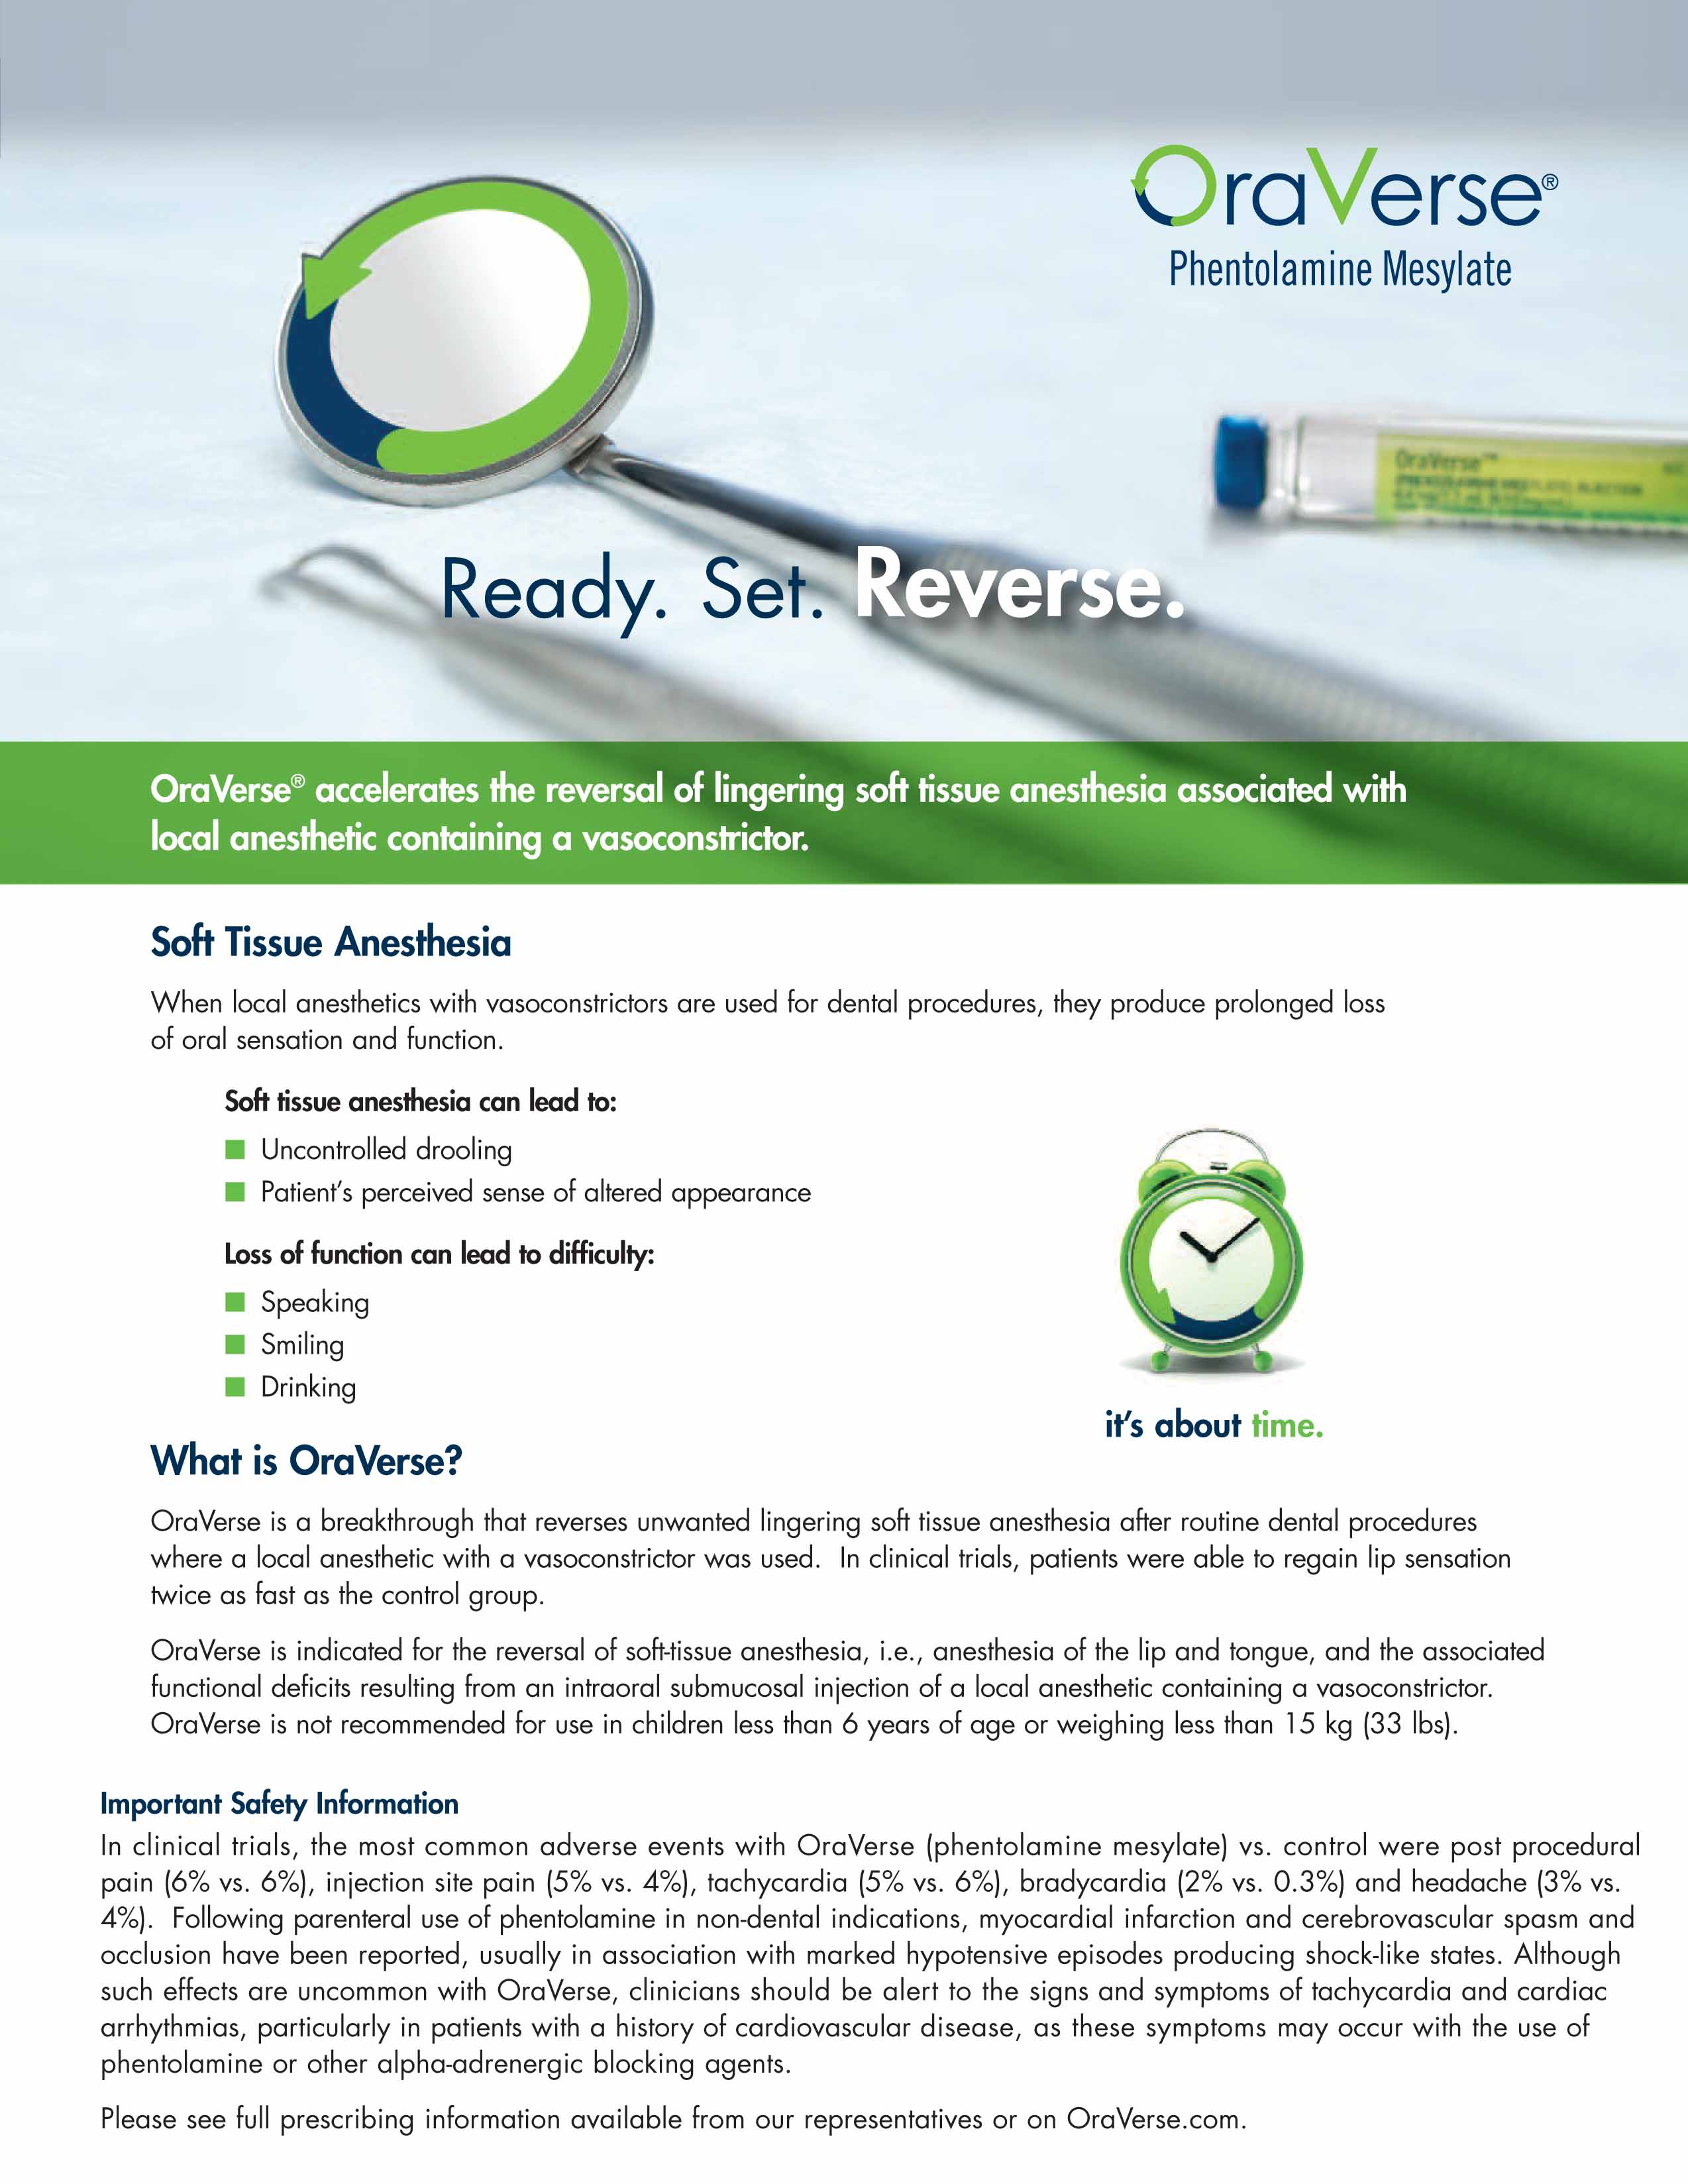 OraVerse®
Phentolamine Mesylate
OraVerse™
Ready. Set. Reverse.
OraVerse® accelerates the reversal of lingering soft tissue anesthesia associated with
local anesthetic containing a vasoconstrictor.
Soft Tissue Anesthesia
When local anesthetics with vasoconstrictors are used for dental procedures, they produce prolonged loss
of oral sensation and function.
Soft tissue anesthesia can lead to:
Uncontrolled drooling
Patient’s perceived sense of altered appearance
Loss of function can lead to difficulty:
Speaking
Smiling
Drinking
it’s about time.
What is OraVerse?
OraVerse is a breakthrough that reverses unwanted lingering soft tissue anesthesia after routine dental procedures
where a local anesthetic with a vasoconstrictor was used.  In clinical trials, patients were able to regain lip sensation
twice as fast as the control group.
OraVerse is indicated for the reversal of soft-tissue anesthesia, i.e., anesthesia of the lip and tongue, and the associated
functional deficits resulting from an intraoral submucosal injection of a local anesthetic containing a vasoconstrictor.
OraVerse is not recommended for use in children less than 6 years of age or weighing less than 15 kg (33 lbs).
Important Safety Information
In clinical trials, the most common adverse events with OraVerse (phentolamine mesylate) vs. control were post procedural
pain (6% vs. 6%), injection site pain (5% vs. 4%), tachycardia (5% vs. 6%), bradycardia (2% vs. 0.3%) and headache (3% vs.
4%).  Following parenteral use of phentolamine in non-dental indications, myocardial infarction and cerebrovascular spasm and
occlusion have been reported, usually in association with marked hypotensive episodes producing shock-like states. Although
such effects are uncommon with OraVerse, clinicians should be alert to the signs and symptoms of tachycardia and cardiac
arrhythmias, particularly in patients with a history of cardiovascular disease, as these symptoms may occur with the use of
phentolamine or other alpha-adrenergic blocking agents.
Please see full prescribing information available from our representatives or on OraVerse.com.